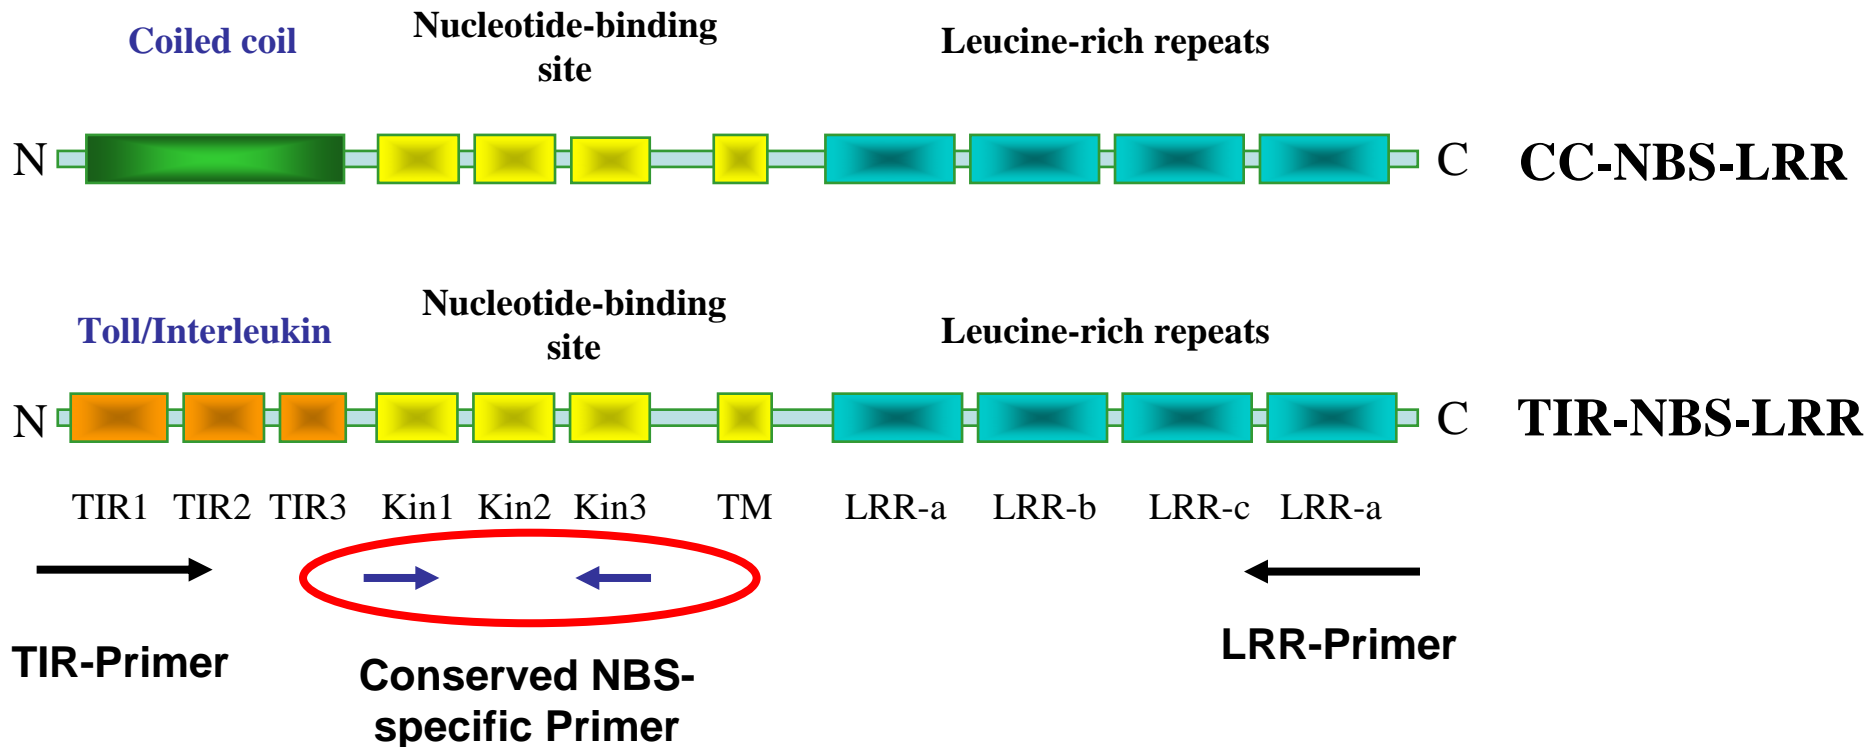 Coiled coil
Nucleotide-binding
site
Leucine-rich repeats
N
C
CC-NBS-LRR
Toll/Interleukin
Nucleotide-binding
site
Leucine-rich repeats
N
C
TIR-NBS-LRR
TIR1 TIR2 TIR3 Kin1 Kin2 Kin3 TM LRR-a LRR-b LRR-c LRR-a
TIR-Primer
Conserved NBS-
specific Primer
LRR-Primer